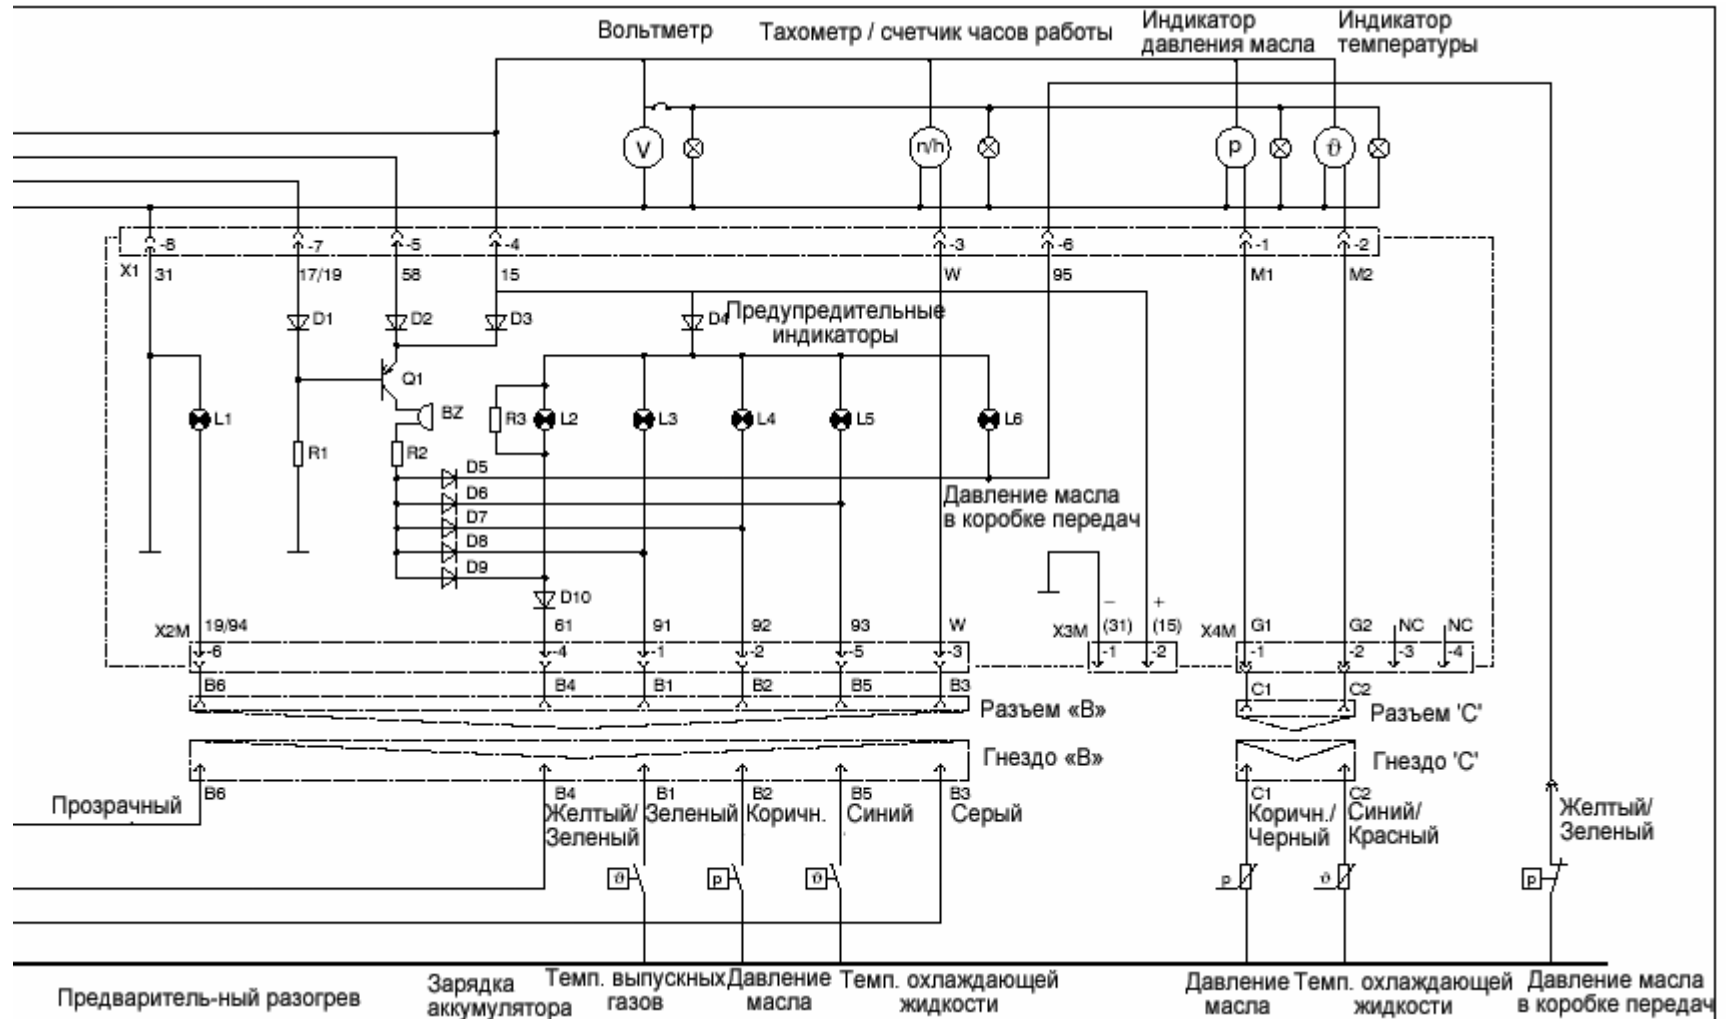 Вольтметр
Тахометр / счетчик часов работы
Индикатор
давления масла
Индикатор
температуры
V
n/h
p
ϑ
-8
-7
-5
-4
-3
-6
-1
-2
X1
31
17/19
58
15
W
95
M1
M2
D1
D2
D3
D4
Предупредительные
индикаторы
Q1
BZ
L1
R3
L2
L3
L4
L5
L6
R1
R2
D5
D6
D7
D8
D9
Давление масла
в коробке передач
D10
X2M
19/94
61
91
92
93
W
X3M
–
(31)
+
(15)
X4M
G1
G2
NC
NC
-6
-4
-1
-2
-5
-3
-1
-2
-1
-2
-3
-4
B6
B4
B1
B2
B5
B3
C1
C2
Разъем «В»
Разъем 'C'
Гнездо «В»
Гнездо 'C'
Прозрачный
B6
B4
B1
B2
B5
B3
C1
C2
Желтый/
Зеленый
Зеленый
Коричн.
Синий
Серый
Коричн./
Черный
Синий/
Красный
Желтый/
Зеленый
ϑ
p
ϑ
p
ϑ
p
Предваритель-ный разогрев
Зарядка
аккумулятора
Темп. выпускных
газов
Давление
масла
Темп. охлаждающей
жидкости
Давление
масла
Темп. охлаждающей
жидкости
Давление масла
в коробке передач